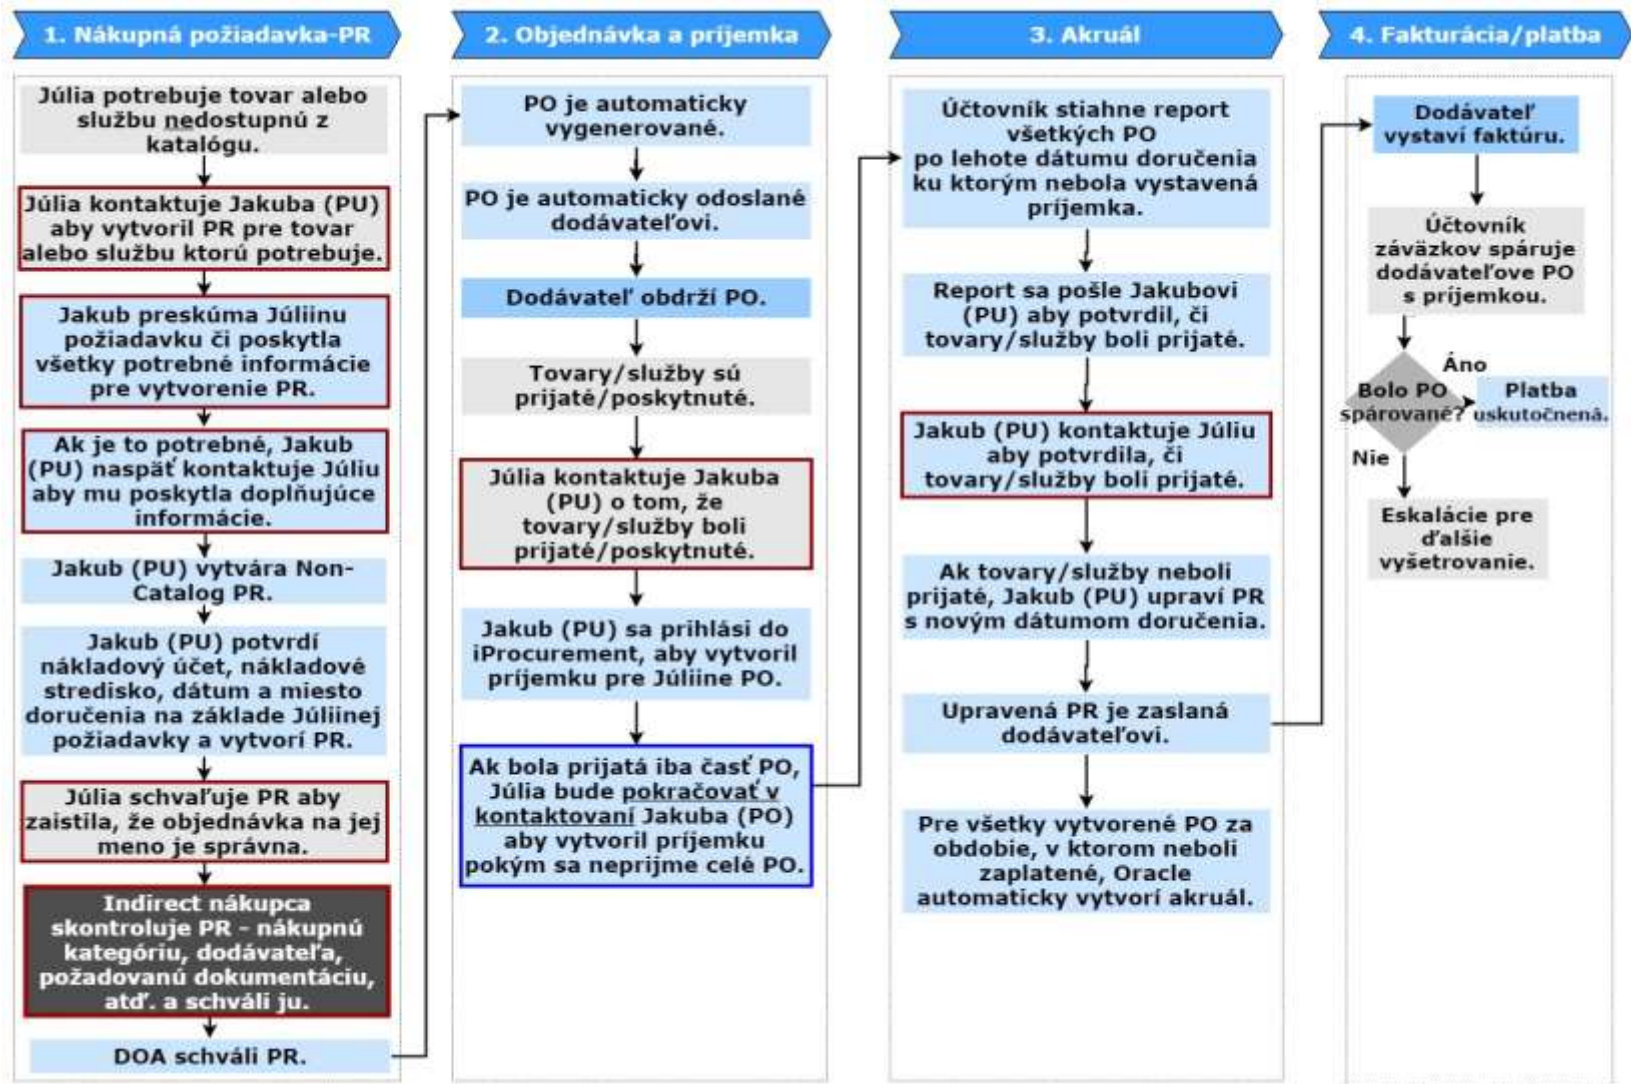 1. Nákupná požiadavka-PR
Júlia potrebuje tovar alebo
službu nedostupnú z
katalógu.
Júlia kontaktuje Jakuba (PU)
aby vytvoril PR pre tovar
alebo službu ktorú potrebuje.
Jakub preskúma Júliinu
požiadavku či poskytla
všetky potrebné informácie
pre vytvorenie PR.
Ak je to potrebné, Jakub
(PU) naspäť kontaktuje Júliu
aby mu poskytla doplňujúce
informácie.
Jakub (PU) vytvára Non-
Catalog PR.
Jakub (PU) potvrdí
nákladový účet, nákladové
stredisko, dátum a miesto
doručenia na základe Júliinej
požiadavky a vytvorí PR.
Júlia schvaľuje PR aby
zaistila, že objednávka na jej
meno je správna.
Indirect nákupca
skontroluje PR - nákupnú
kategóriu, dodávateľa,
požadovanú dokumentáciu,
atď. a schváli ju.
DOA schváli PR.
2. Objednávka a príjemka
PO je automaticky
vygenerované.
PO je automaticky odoslané
dodávateľovi.
Dodávateľ obdrží PO.
Tovary/služby sú
prijaté/poskytnuté.
Júlia kontaktuje Jakuba
(PU) o tom, že
tovary/služby boli
prijaté/poskytnuté.
Jakub (PU) sa prihlási do
iProcurement, aby vytvoril
príjemku pre Júliine PO.
Ak bola prijatá iba časť PO,
Júlia bude pokračovať v
kontaktovaní Jakuba (PO)
aby vytvoril príjemku
pokým sa neprijme celé PO.
3. Akruál
Účtovník stiahne report
všetkých PO
po lehote dátumu doručenia
ku ktorým nebola vystavená
príjemka.
Report sa pošle Jakubovi
(PU) aby potvrdil, či
tovary/služby boli prijaté.
Jakub (PU) kontaktuje Júliu
aby potvrdila, či
tovary/služby boli prijaté.
Ak tovary/služby neboli
prijaté, Jakub (PU) upraví PR
s novým dátumom doručenia.
Upravená PR je zaslaná
dodávateľovi.
Pre všetky vytvorené PO za
obdobie, v ktorom neboli
zaplatené, Oracle
automaticky vytvorí akruál.
4. Fakturácia/platba
Dodávateľ
vystaví faktúru.
Účtovník
záväzkov spáruje
dodávateľove PO
s príjemkou.
Bolo PO
spárované?
Áno
Platba
uskutočnená.
Nie
Eskalácie pre
ďalšie
vyšetrovanie.